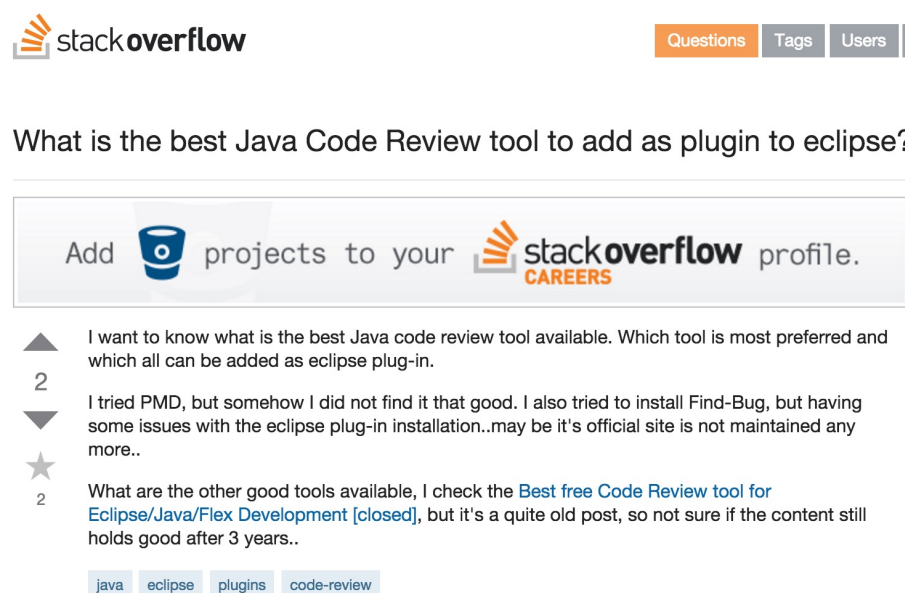 stackoverflow
Questions Tags Users
What is the best Java Code Review tool to add as plugin to eclipse?
Add projects to your stackoverflow CAREERS profile.
I want to know what is the best Java code review tool available. Which tool is most preferred and
which all can be added as eclipse plug-in.
2
I tried PMD, but somehow I did not find it that good. I also tried to install Find-Bug, but having
some issues with the eclipse plug-in installation..may be it's official site is not maintained any
more..
2
What are the other good tools available, I check the Best free Code Review tool for
Eclipse/Java/Flex Development [closed], but it's a quite old post, so not sure if the content still
holds good after 3 years..
java eclipse plugins code-review